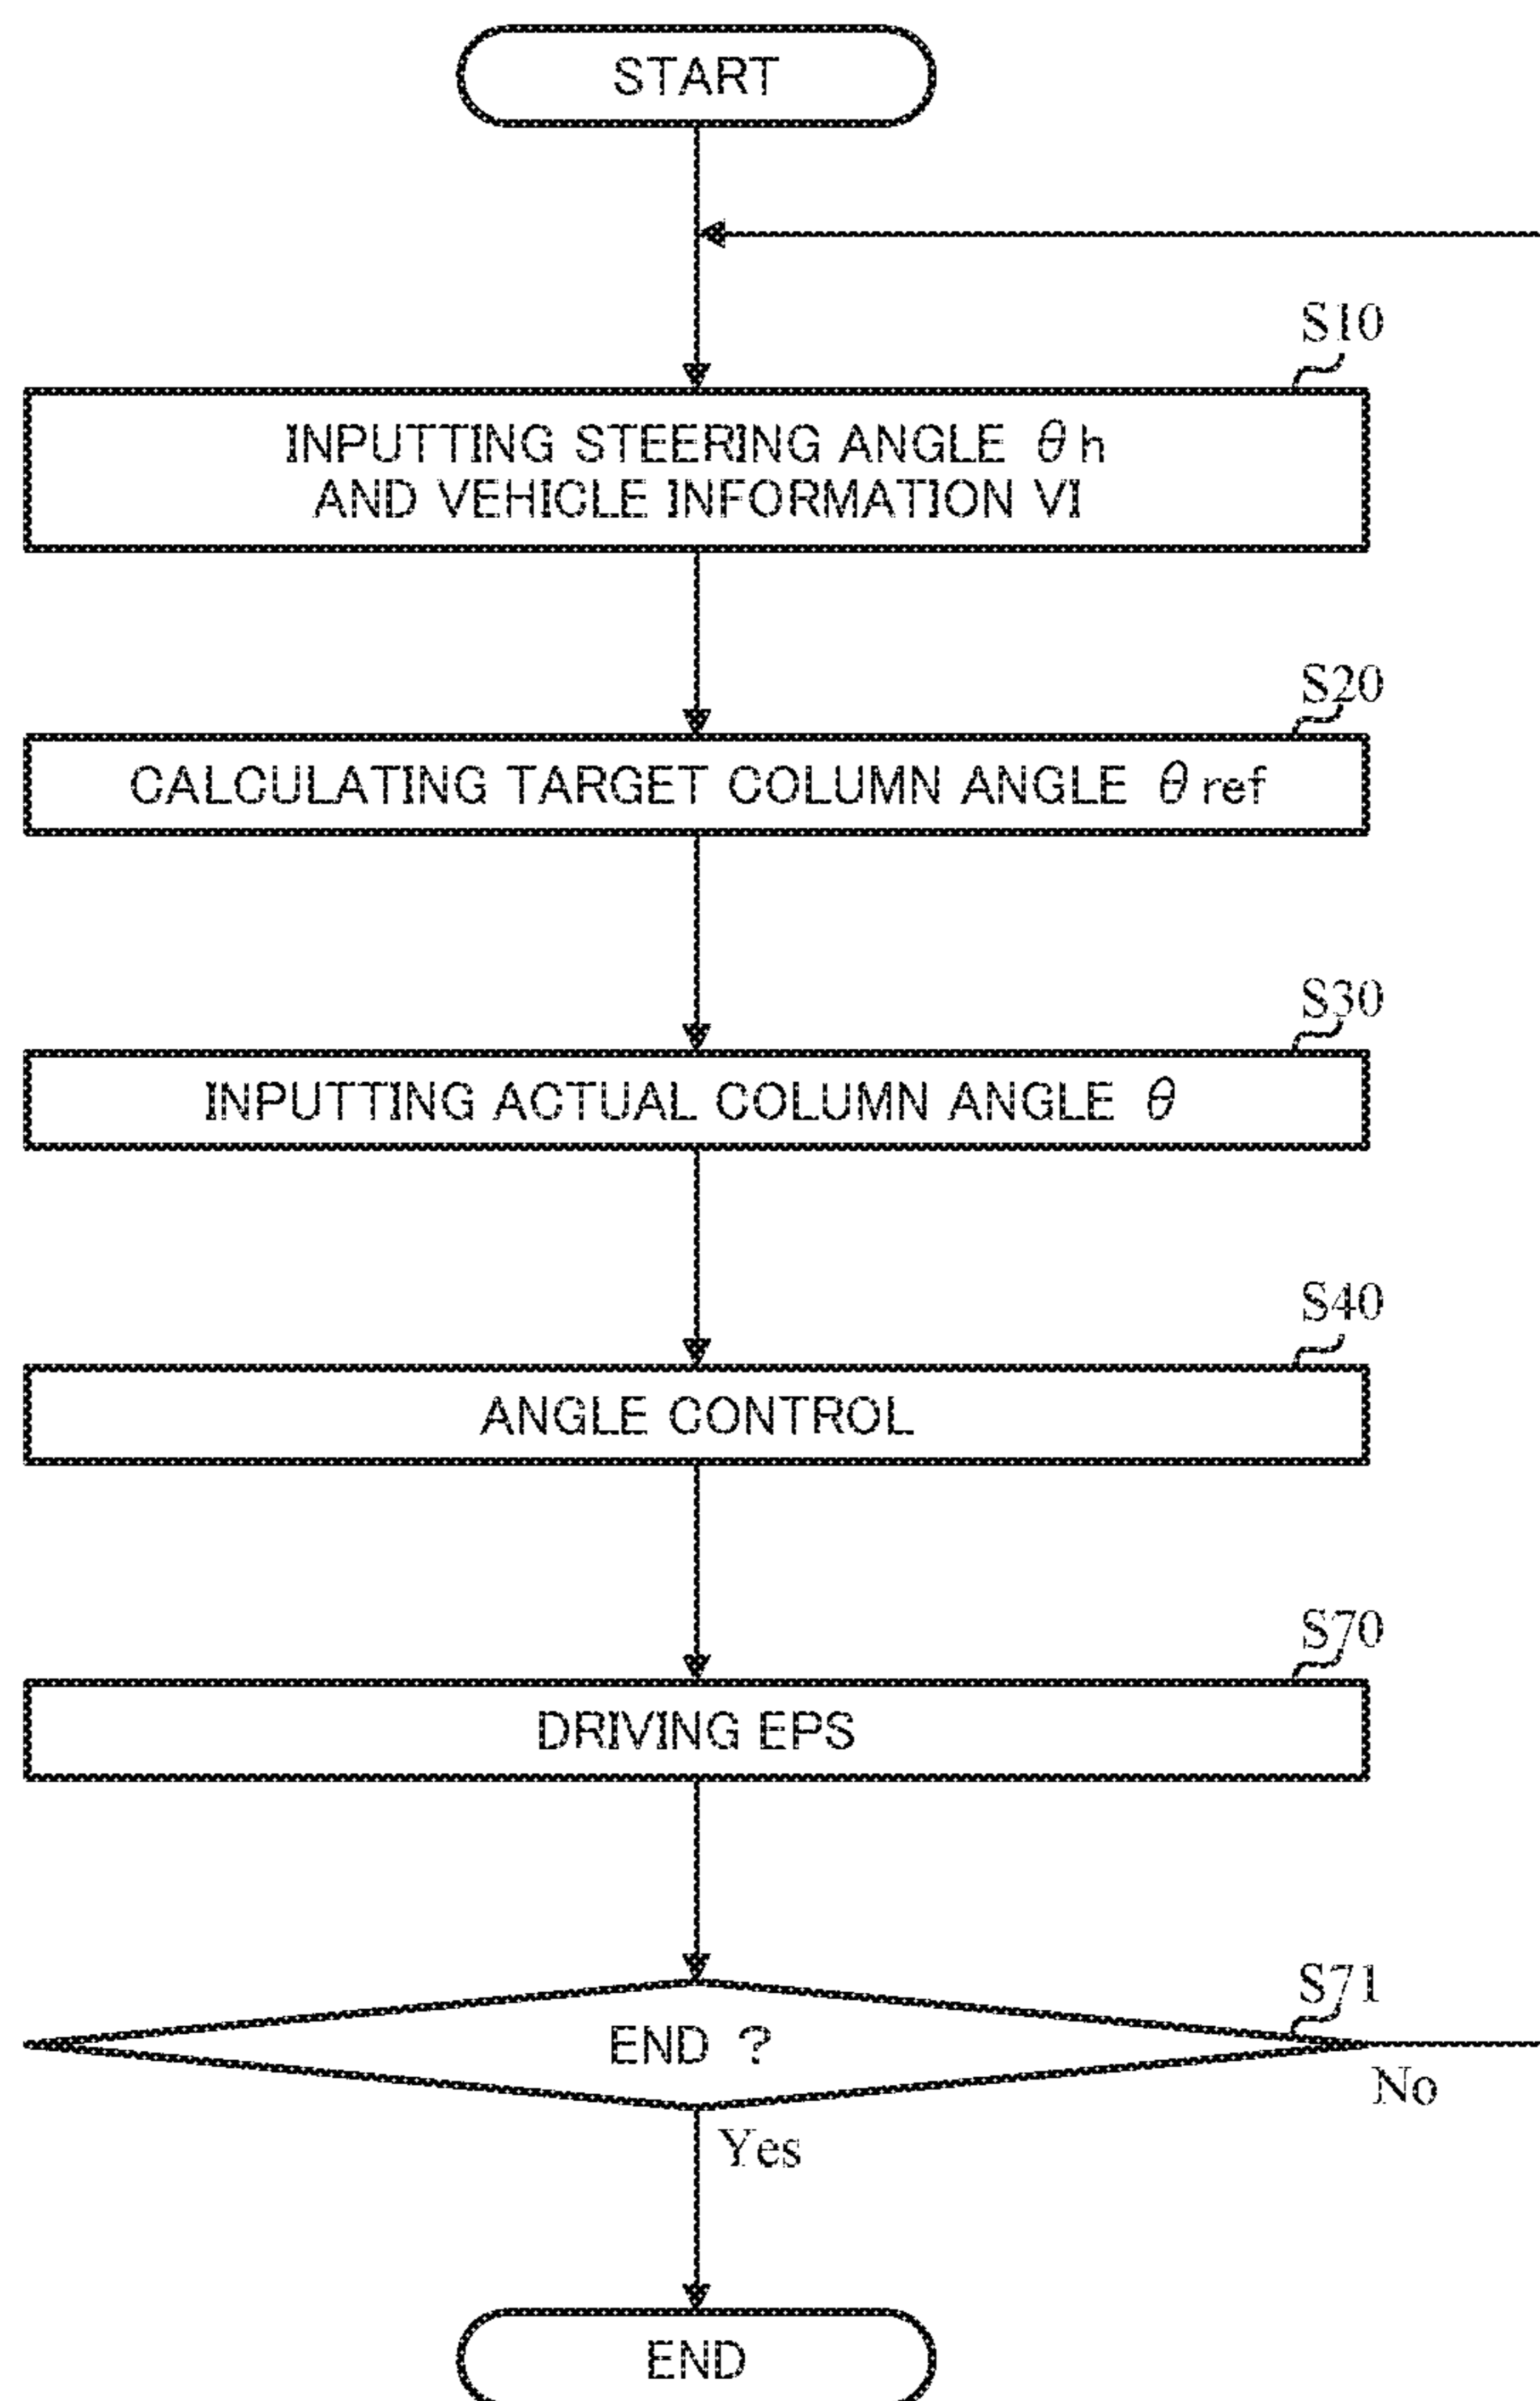 START
S10
INPUTTING STEERING ANGLE θh
AND VEHICLE INFORMATION VI
S20
CALCULATING TARGET COLUMN ANGLE θref
S30
INPUTTING ACTUAL COLUMN ANGLE θ
S40
ANGLE CONTROL
S70
DRIVING EPS
S71
END ?
No
Yes
END